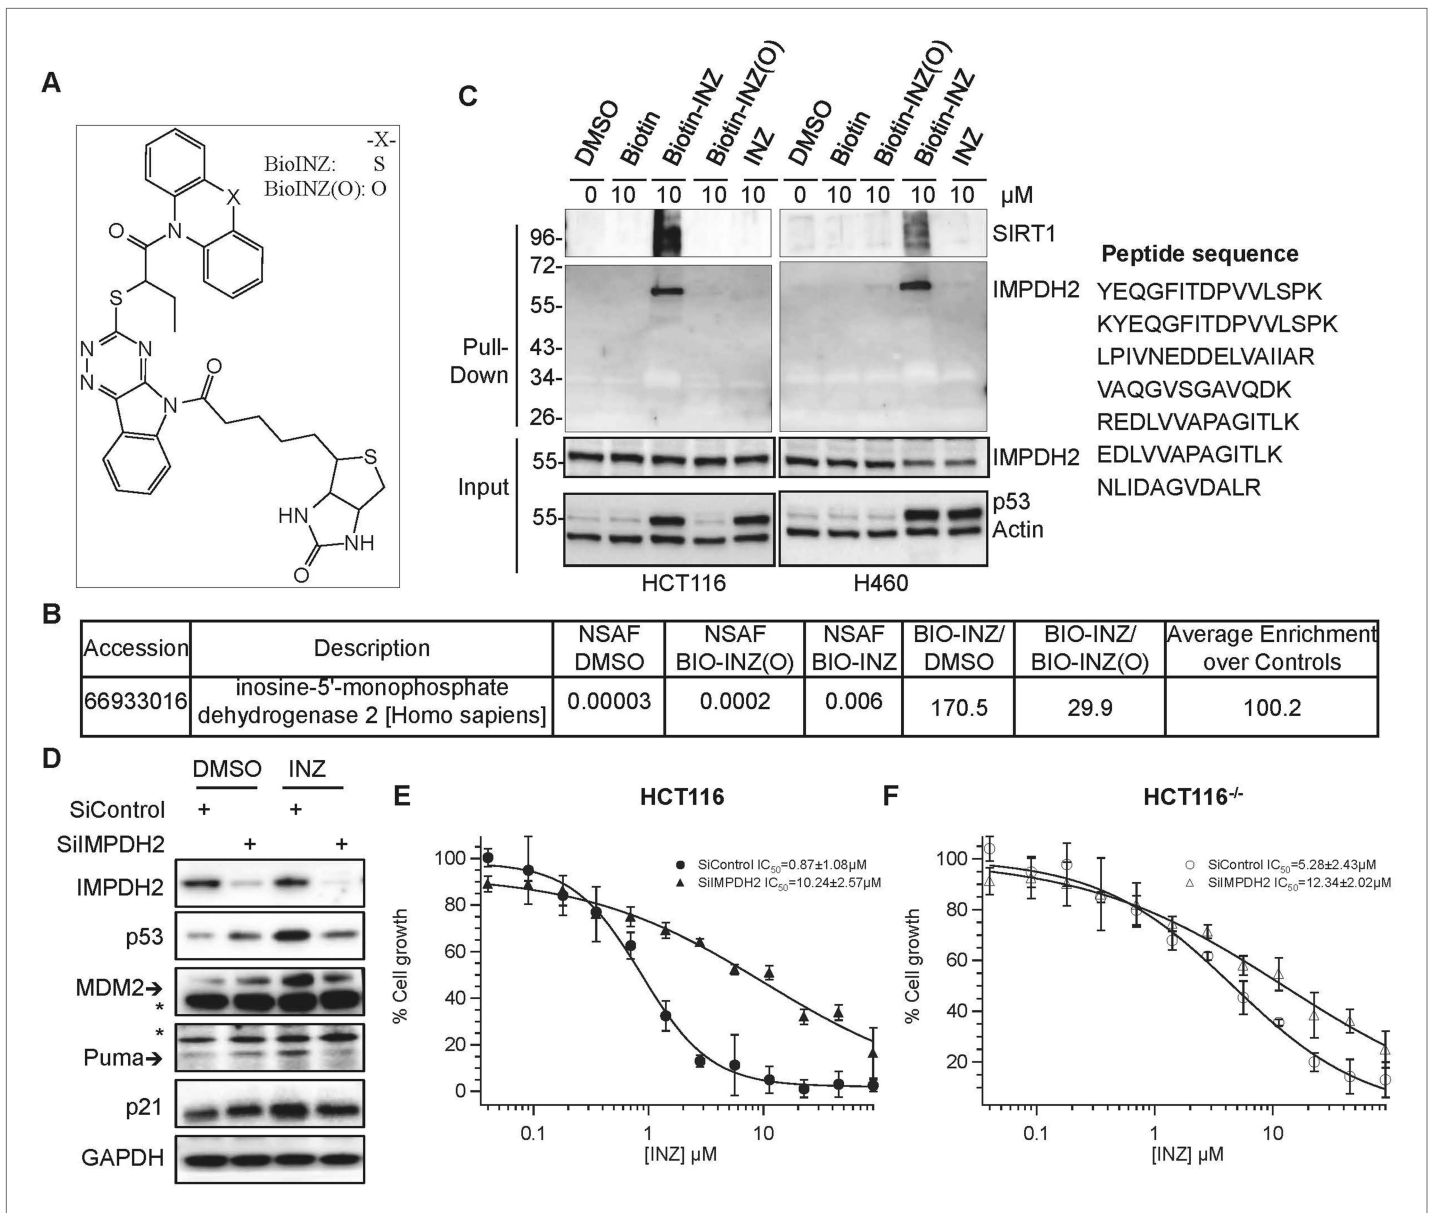 A
-X-
BioINZ: S
BioINZ(O): O
X
O
N
S
N
N
N
O
N
S
HN
NH
O
C
DMSO
Biotin
Biotin-INZ
Biotin-INZ(O)
INZ
DMSO
Biotin
Biotin-INZ(O)
Biotin-INZ
INZ
0 10 10 10 10 0 10 10 10 10 µM
96-
SIRT1
72-
IMPDH2
55-
43-
34-
26-
Pull-
Down
55-
IMPDH2
Input
55-
p53
Actin
HCT116
H460
Peptide sequence
YEQGFITDPVVLSPK
KYEQGFITDPVVLSPK
LPIVNEDDELVAIIAR
VAQGVSGAVQDK
REDLVVAPAGITLK
EDLVVAPAGITLK
NLIDAGVDALR
B
Accession
Description
NSAF
DMSO
NSAF
BIO-INZ(O)
NSAF
BIO-INZ
BIO-INZ/
DMSO
BIO-INZ/
BIO-INZ(O)
Average Enrichment
over Controls
66933016
inosine-5'-monophosphate
dehydrogenase 2 [Homo sapiens]
0.00003
0.0002
0.006
170.5
29.9
100.2
D
DMSO INZ
SiControl + +
SiIMPDH2 + +
IMPDH2
p53
MDM2➔
*
*
Puma➔
p21
GAPDH
E
HCT116
SiControl IC50=0.87±1.08µM
SiIMPDH2 IC50=10.24±2.57µM
% Cell growth
100
80
60
40
20
0
0.1 1 10
[INZ] µM
F
HCT116-/-
SiControl IC50=5.28±2.43µM
SiIMPDH2 IC50=12.34±2.02µM
% Cell growth
100
80
60
40
20
0.1 1 10
[INZ] µM